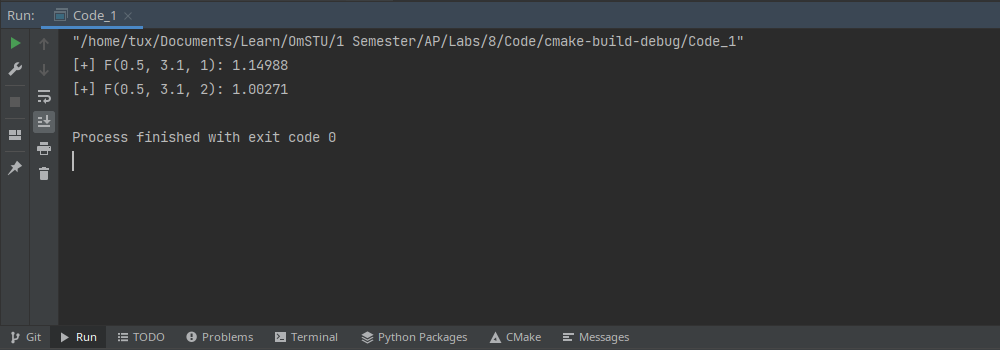 Run: Code_1
"/home/tux/Documents/Learn/OmSTU/1 Semester/AP/Labs/8/Code/cmake-build-debug/Code_1"
[+] F(0.5, 3.1, 1): 1.14988
[+] F(0.5, 3.1, 2): 1.00271
Process finished with exit code 0
Git Run TODO Problems Terminal Python Packages CMake Messages